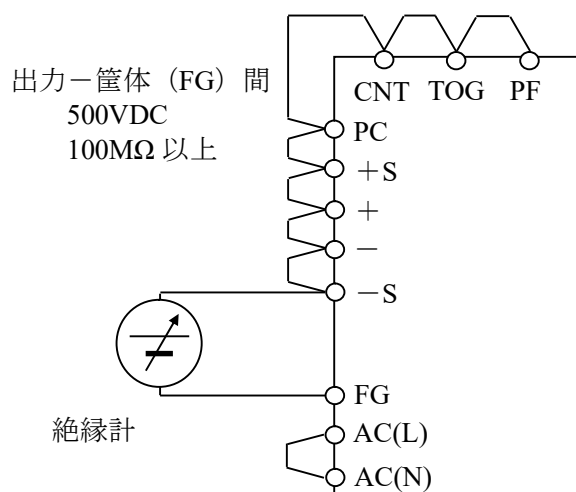 出力－筐体（FG）間
500VDC
100MΩ 以上
CNT TOG PF
PC
＋S
＋
－
－S
FG
絶縁計
AC(L)
AC(N)